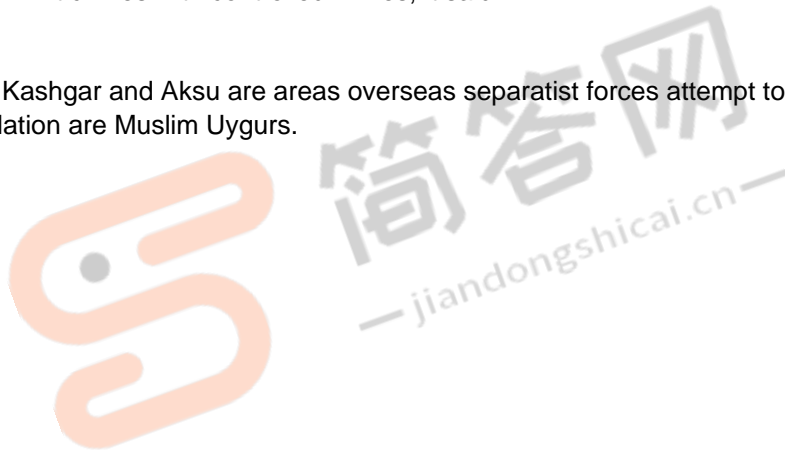 Kashgar and Aksu are areas overseas separatist forces attempt to
lation are Muslim Uygurs.
简答网
jiandongshicai.cn